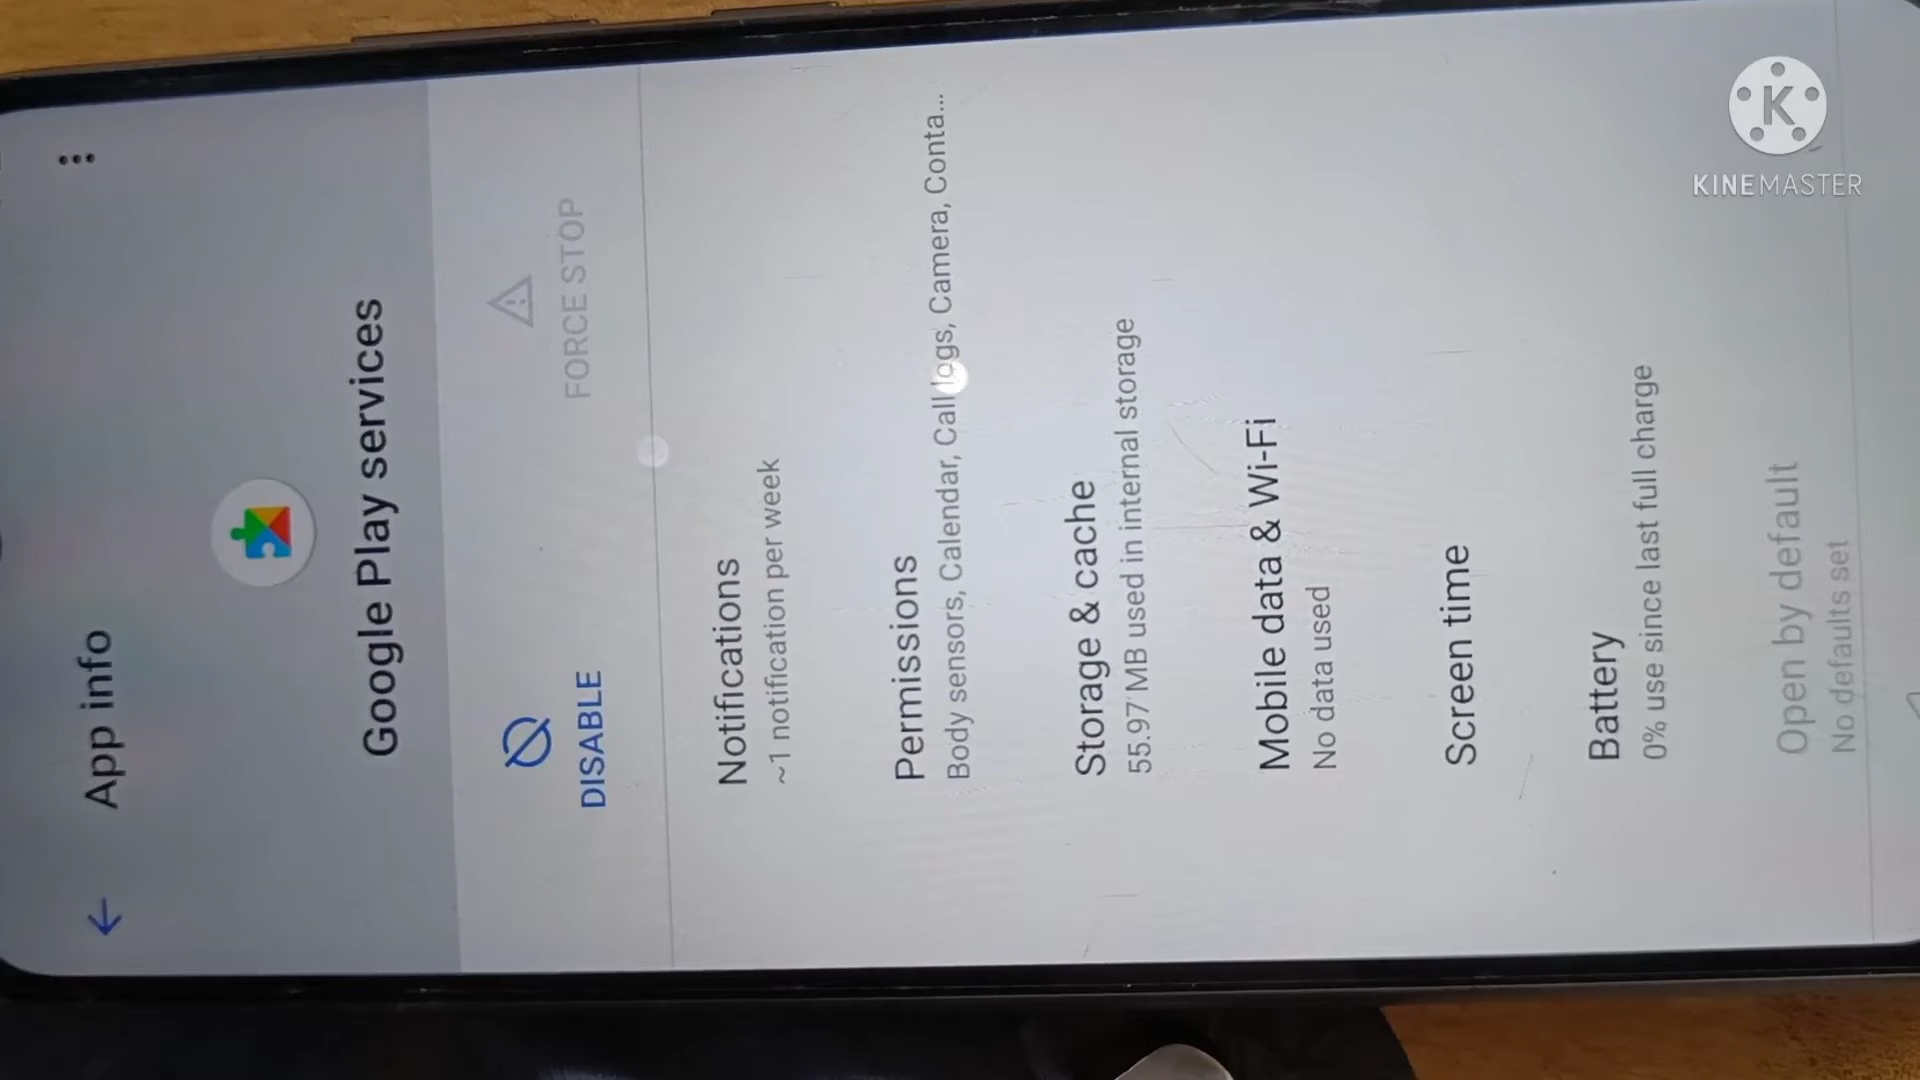 App info
Google Play services
DISABLE
FORCE STOP
Notifications
~1 notification per week
Permissions
Body sensors, Calendar, Call logs, Camera, Conta...
Storage & cache
55.97 MB used in internal storage
Mobile data & Wi-Fi
No data used
Screen time
Battery
0% use since last full charge
Open by default
No defaults set
K
KINEMASTER